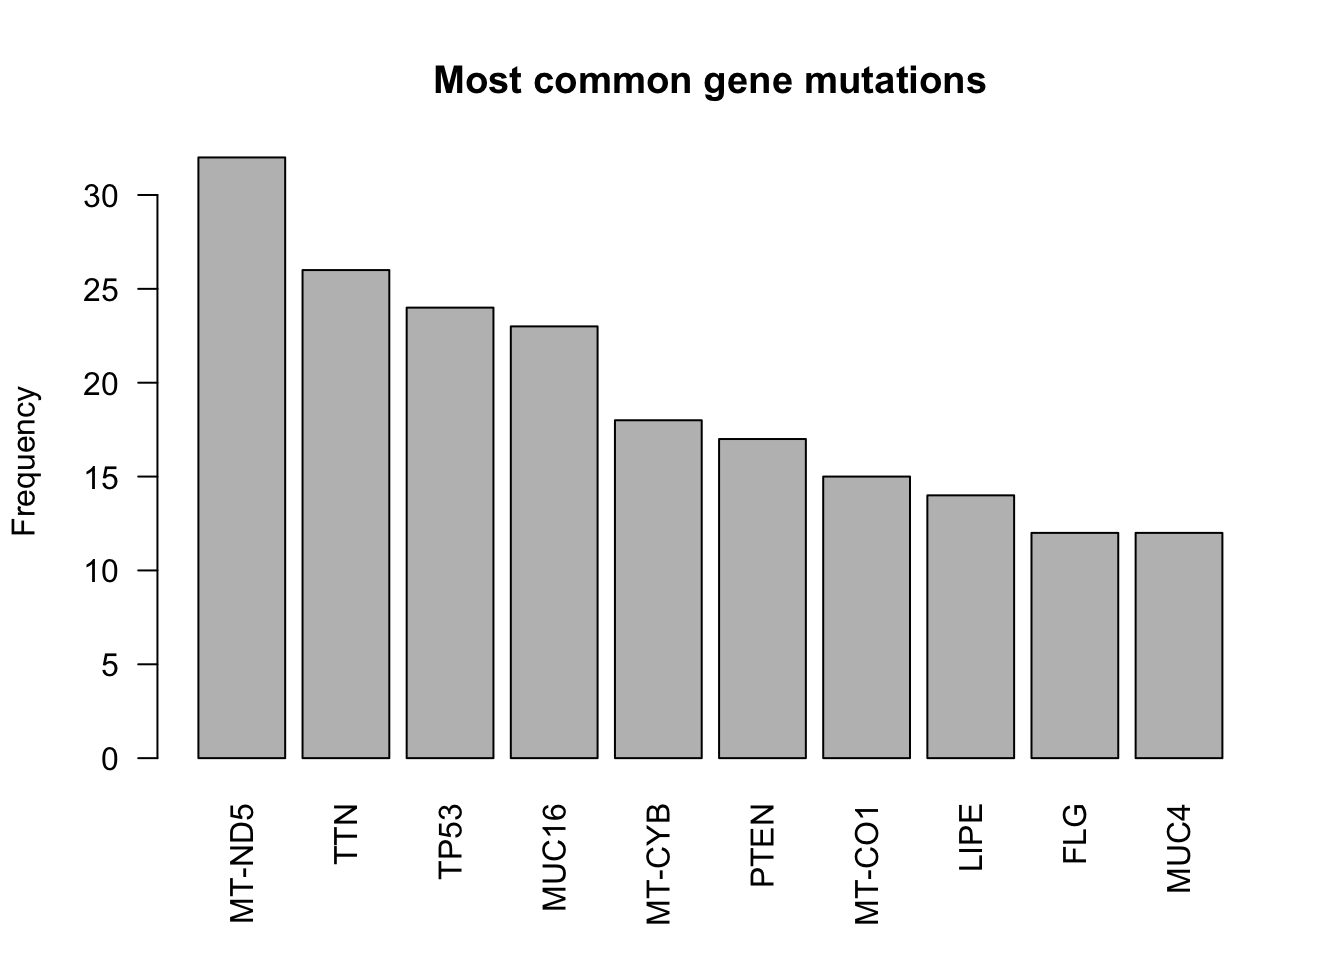 Most common gene mutations
Frequency
30
25
20
15
10
5
0
MT-ND5
TTN
TP53
MUC16
MT-CYB
PTEN
MT-CO1
LIPE
FLG
MUC4